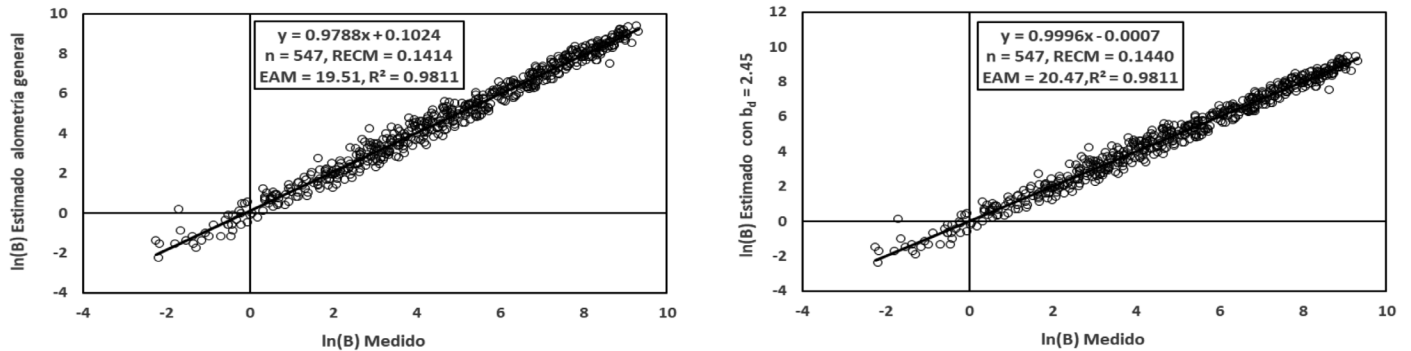 ln(B) Estimado alometría general
10
8
6
4
2
0
-2
-4
y = 0.9788x + 0.1024
n = 547, RECM = 0.1414
EAM = 19.51, R² = 0.9811
-4 -2 0 2 4 6 8 10
ln(B) Medido
ln(B) Estimado con b_d = 2.45
12
10
8
6
4
2
0
-2
-4
y = 0.9996x - 0.0007
n = 547, RECM = 0.1440
EAM = 20.47, R² = 0.9811
-4 -2 0 2 4 6 8 10
ln(B) Medido